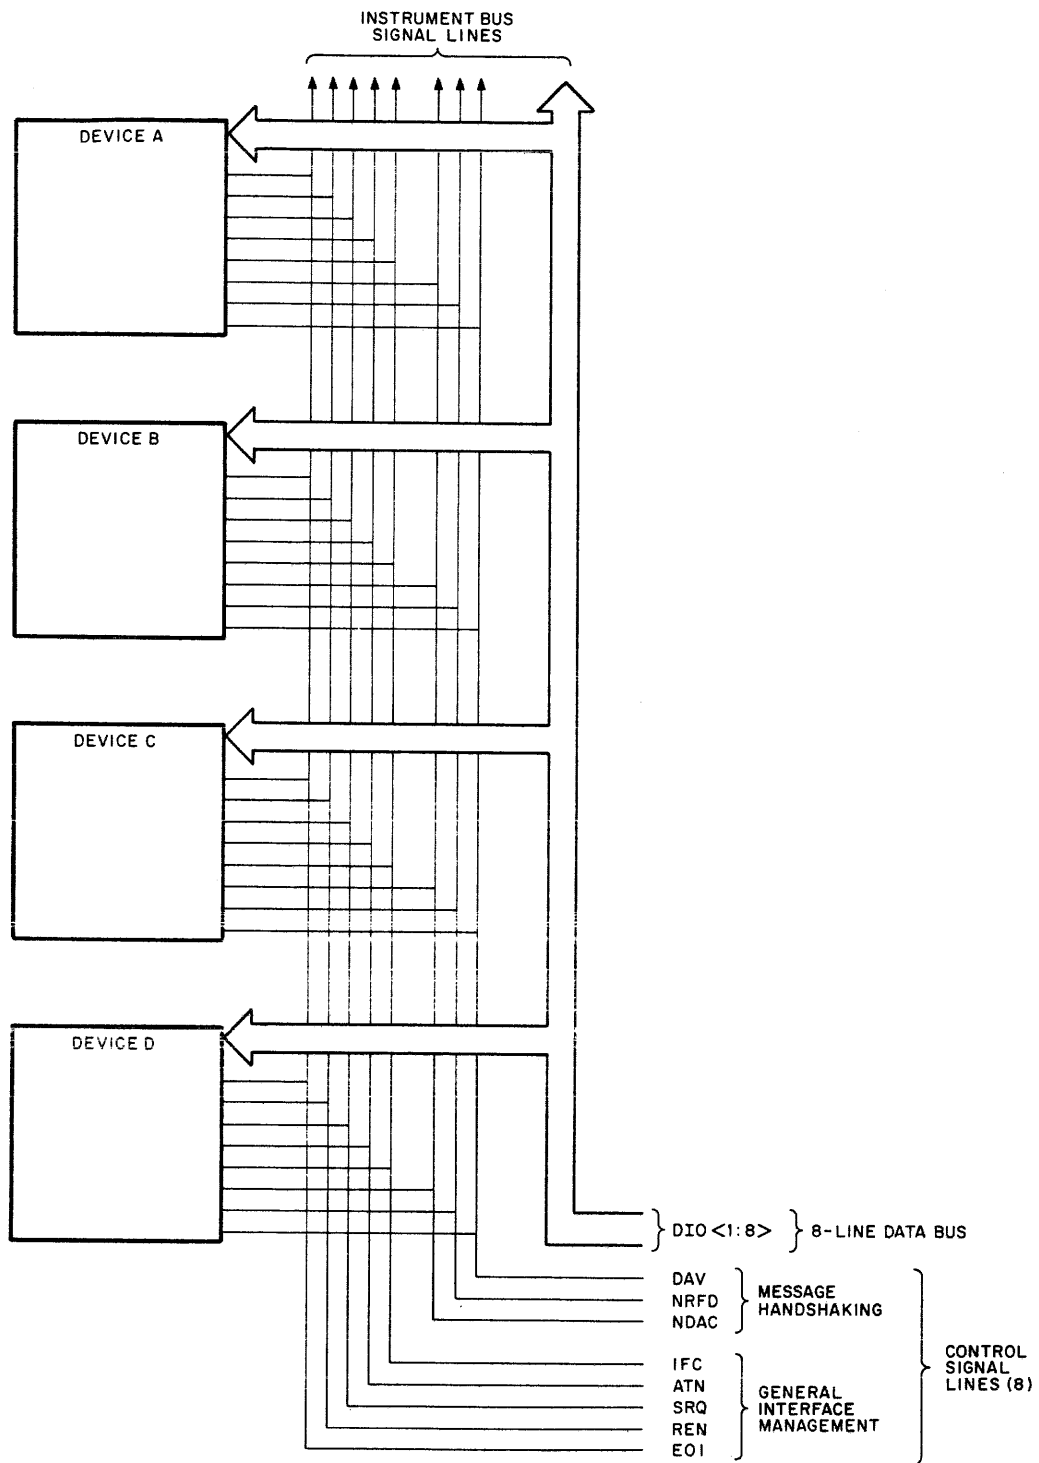 INSTRUMENT BUS
SIGNAL LINES
DEVICE A
DEVICE B
DEVICE C
DEVICE D
DIO <1:8>
8-LINE DATA BUS
DAV
NRFD
NDAC
MESSAGE
HANDSHAKING
IFC
ATN
SRQ
REN
EOI
GENERAL
INTERFACE
MANAGEMENT
CONTROL
SIGNAL
LINES (8)